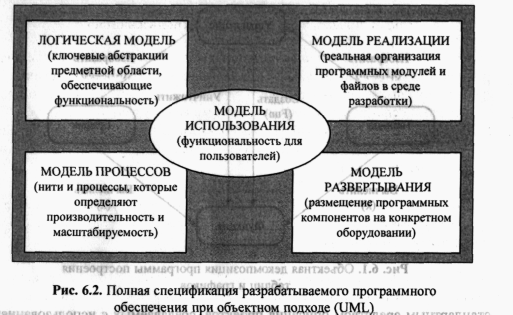 ЛОГИЧЕСКАЯ МОДЕЛЬ
(ключевые абстракции
предметной области,
обеспечивающие
функциональность)
МОДЕЛЬ РЕАЛИЗАЦИИ
(реальная организация
программных модулей и
файлов в среде
разработки)
МОДЕЛЬ
ИСПОЛЬЗОВАНИЯ
(функциональность для
пользователей)
МОДЕЛЬ ПРОЦЕССОВ
(нити и процессы, которые
определяют
производительность и
масштабируемость)
МОДЕЛЬ
РАЗВЕРТЫВАНИЯ
(размещение программных
компонентов на конкретном
оборудовании)
Рис. 6.1. Объектная декомпозиция программы построения
Рис. 6.2. Полная спецификация разрабатываемого программного
обеспечения при объектном подходе (UML)